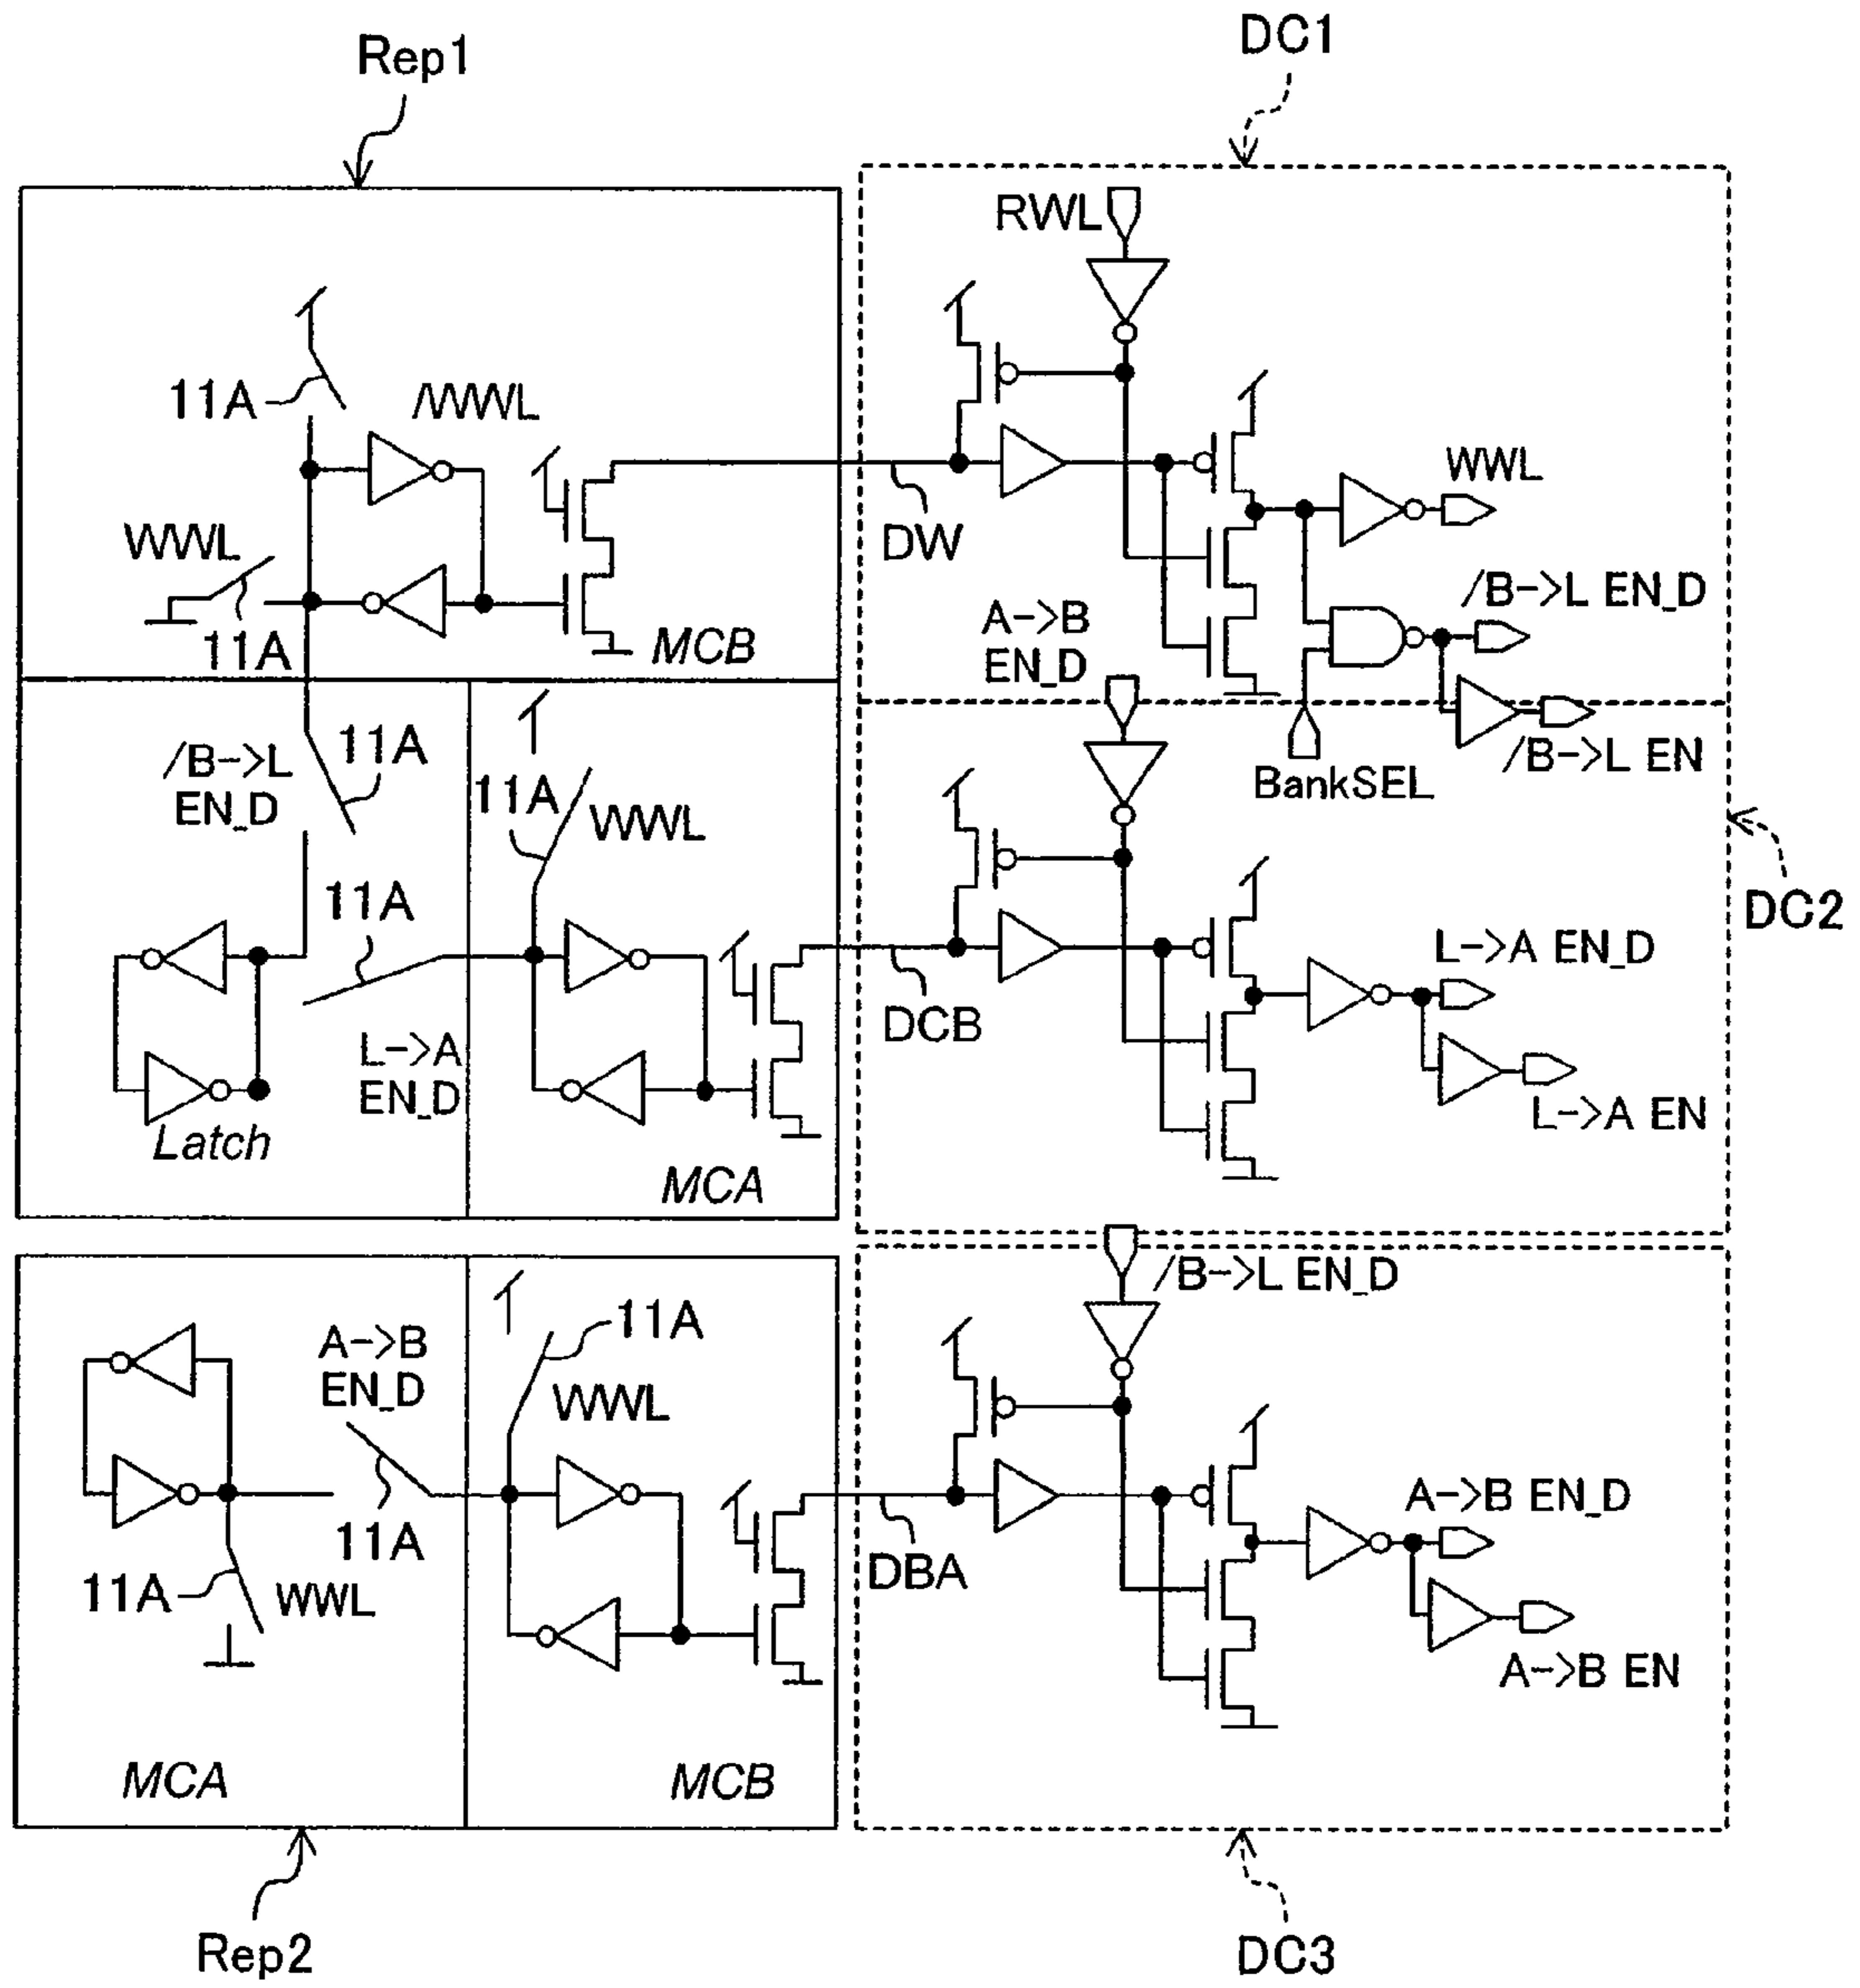 Rep1
DC1
RWL
11A
/WWL
WWL
WWL
DW
/B->L EN_D
11A
MCB
A->B
EN_D
/B->L
EN_D
11A
11A
WWL
BankSEL
/B->L EN
11A
DC2
L->A EN_D
DCB
L->A
EN_D
L->A EN
Latch
MCA
/B->L EN_D
11A
A->B
EN_D
WWL
A->B EN_D
11A
11A
WWL
DBA
A->B EN
MCA
MCB
Rep2
DC3